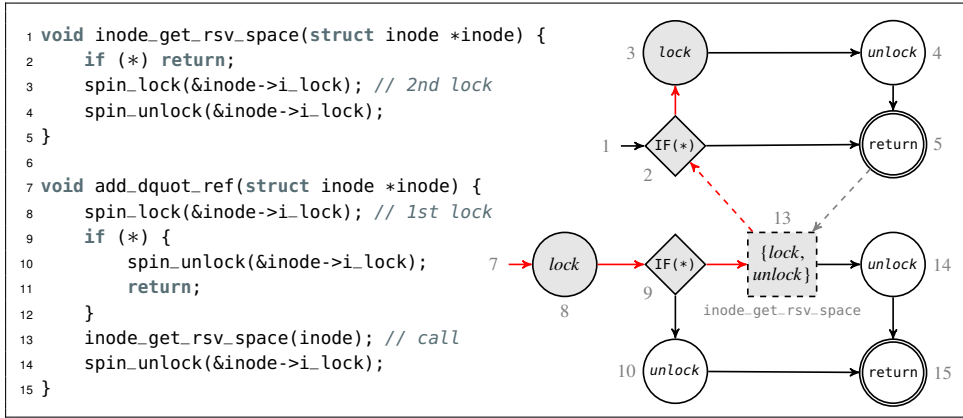 1 void inode_get_rsv_space(struct inode *inode) {
2 if (*) return;
3 spin_lock(&inode->i_lock); // 2nd lock
4 spin_unlock(&inode->i_lock);
5 }
6
7 void add_dquot_ref(struct inode *inode) {
8 spin_lock(&inode->i_lock); // 1st lock
9 if (*) {
10 spin_unlock(&inode->i_lock);
11 return;
12 }
13 inode_get_rsv_space(inode); // call
14 spin_unlock(&inode->i_lock);
15 }
3 lock unlock 4
1 IF(*) return 5
2
13
7 lock IF(*) {lock,
unlock} unlock 14
8 9 inode_get_rsv_space
10 unlock return 15